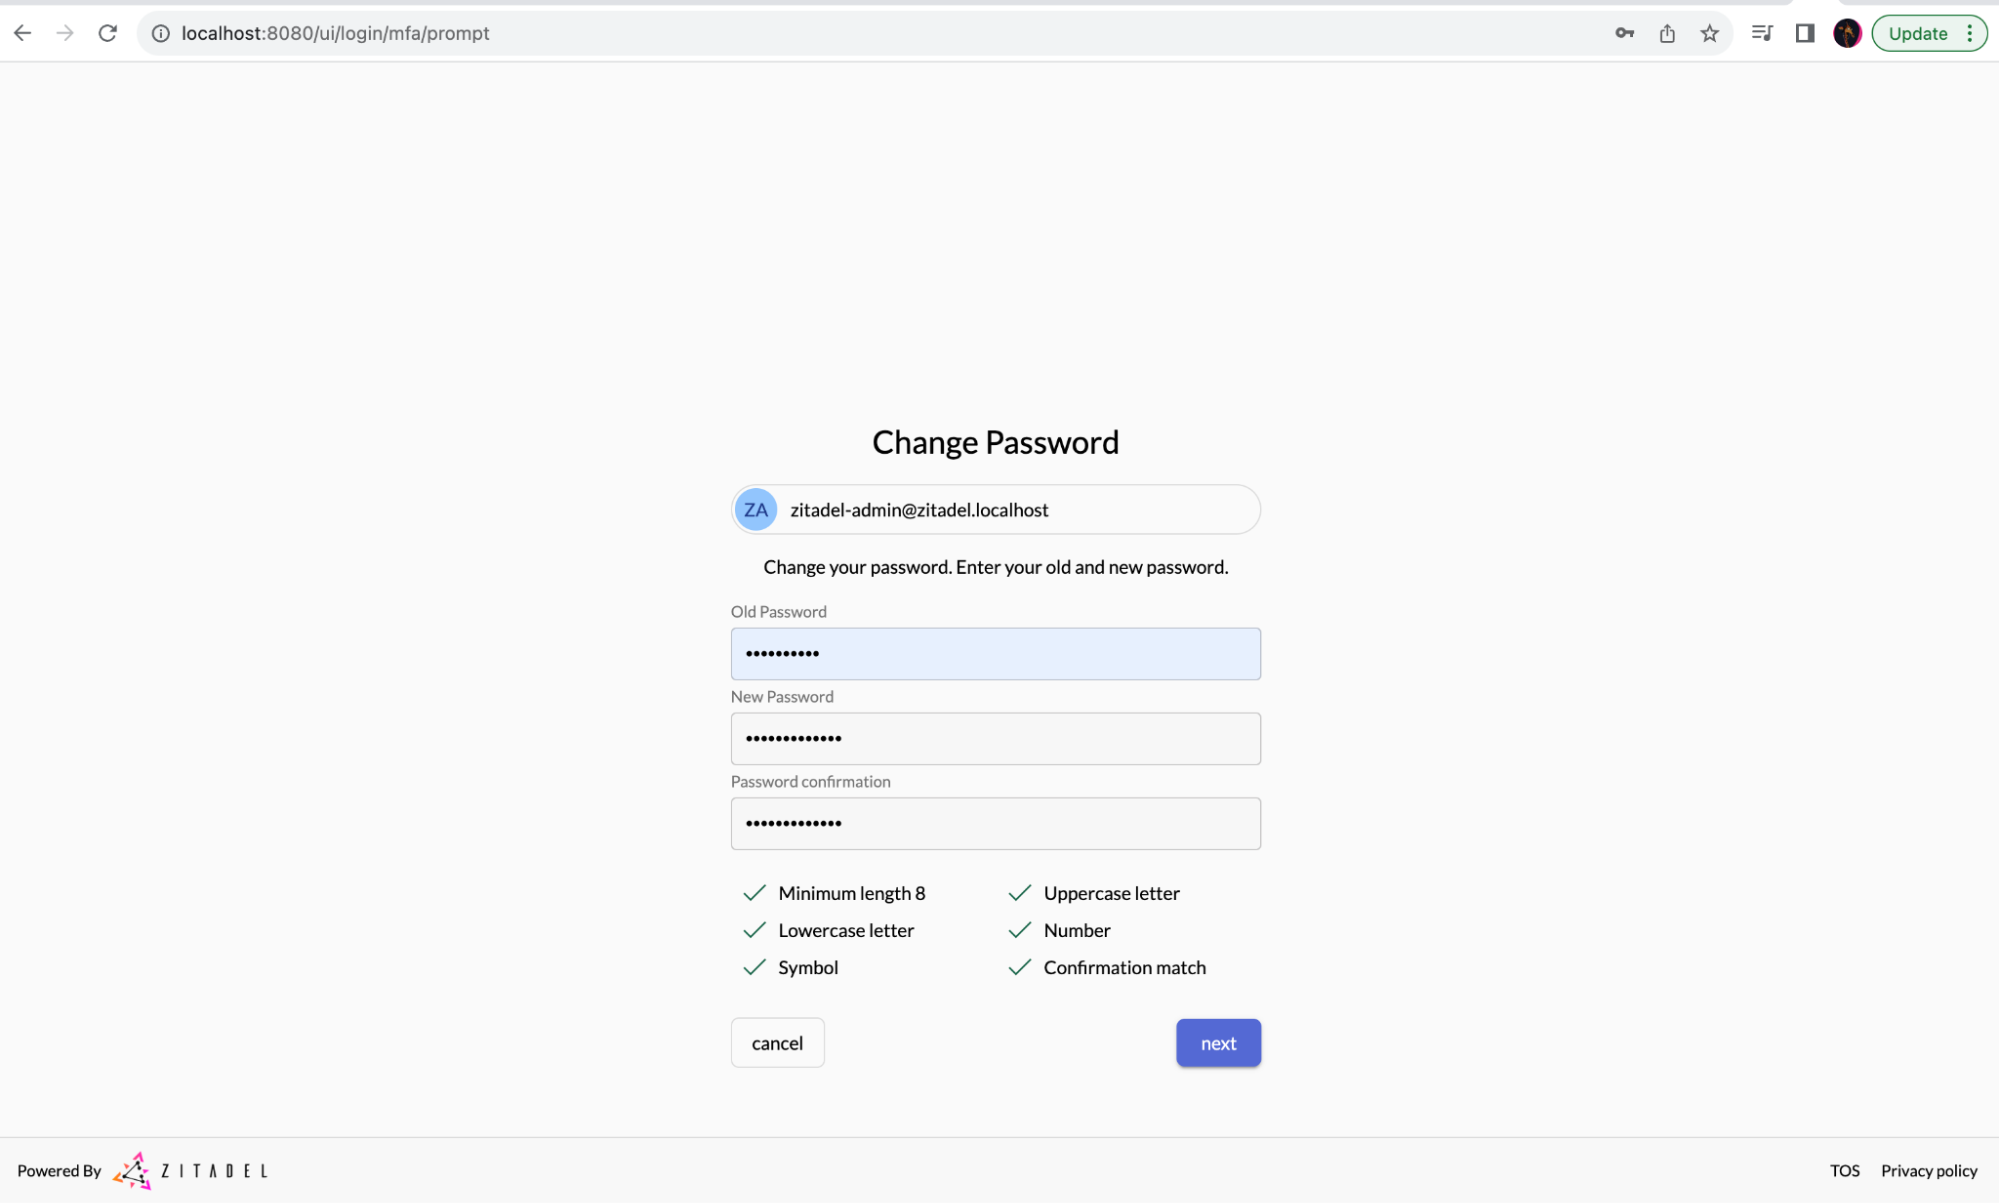 localhost:8080/ui/login/mfa/prompt
Update
Change Password
ZA zitadel-admin@zitadel.localhost
Change your password. Enter your old and new password.
Old Password
••••••••••
New Password
•••••••••••••
Password confirmation
•••••••••••••
Minimum length 8 Uppercase letter
Lowercase letter Number
Symbol Confirmation match
cancel next
Powered By ZITADEL TOS Privacy policy